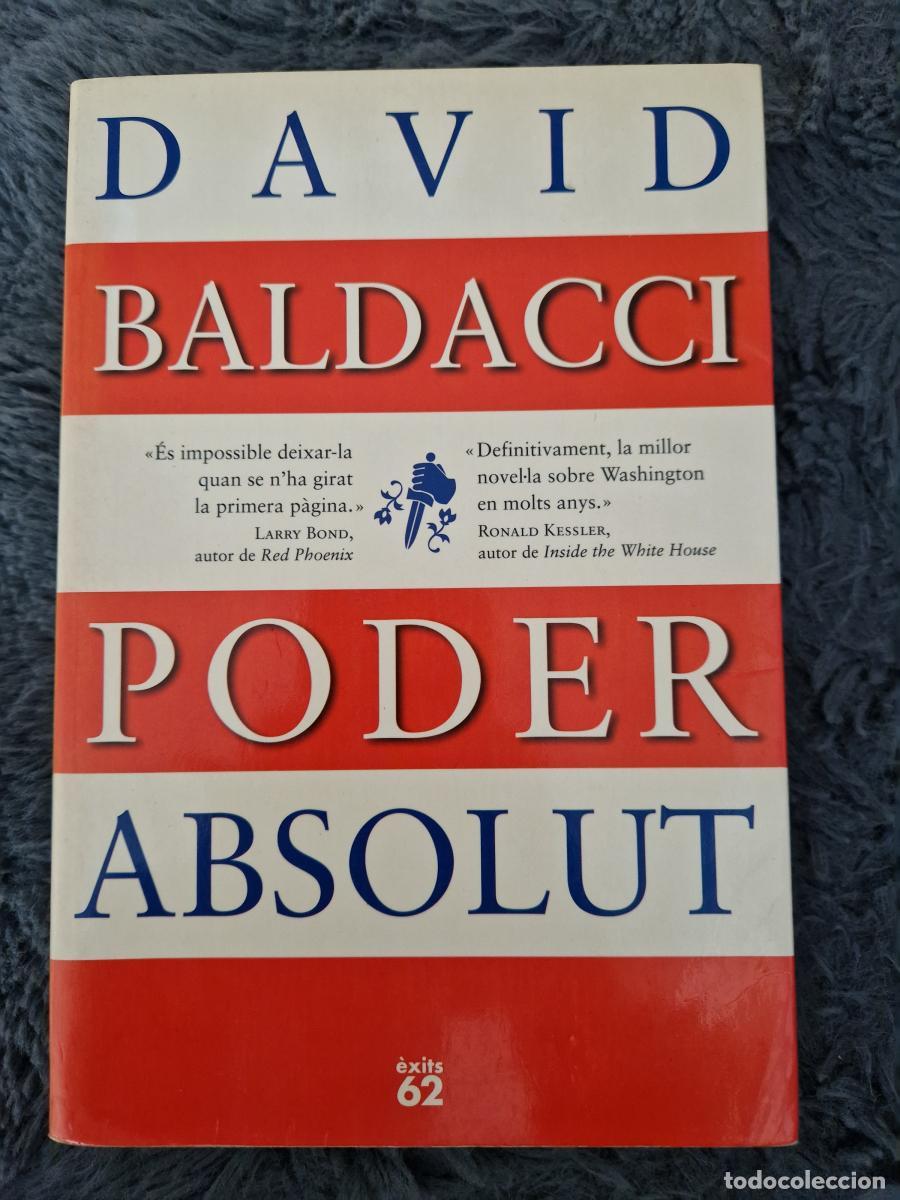 DAVID
BALDACCI
«És impossible deixar-la
quan se n'ha girat
la primera pàgina.»
LARRY BOND,
autor de Red Phoenix
«Definitivament, la millor
novel·la sobre Washington
en molts anys.»
RONALD KESSLER,
autor de Inside the White House
PODER
ABSOLUT
èxits
62
todocoleccion